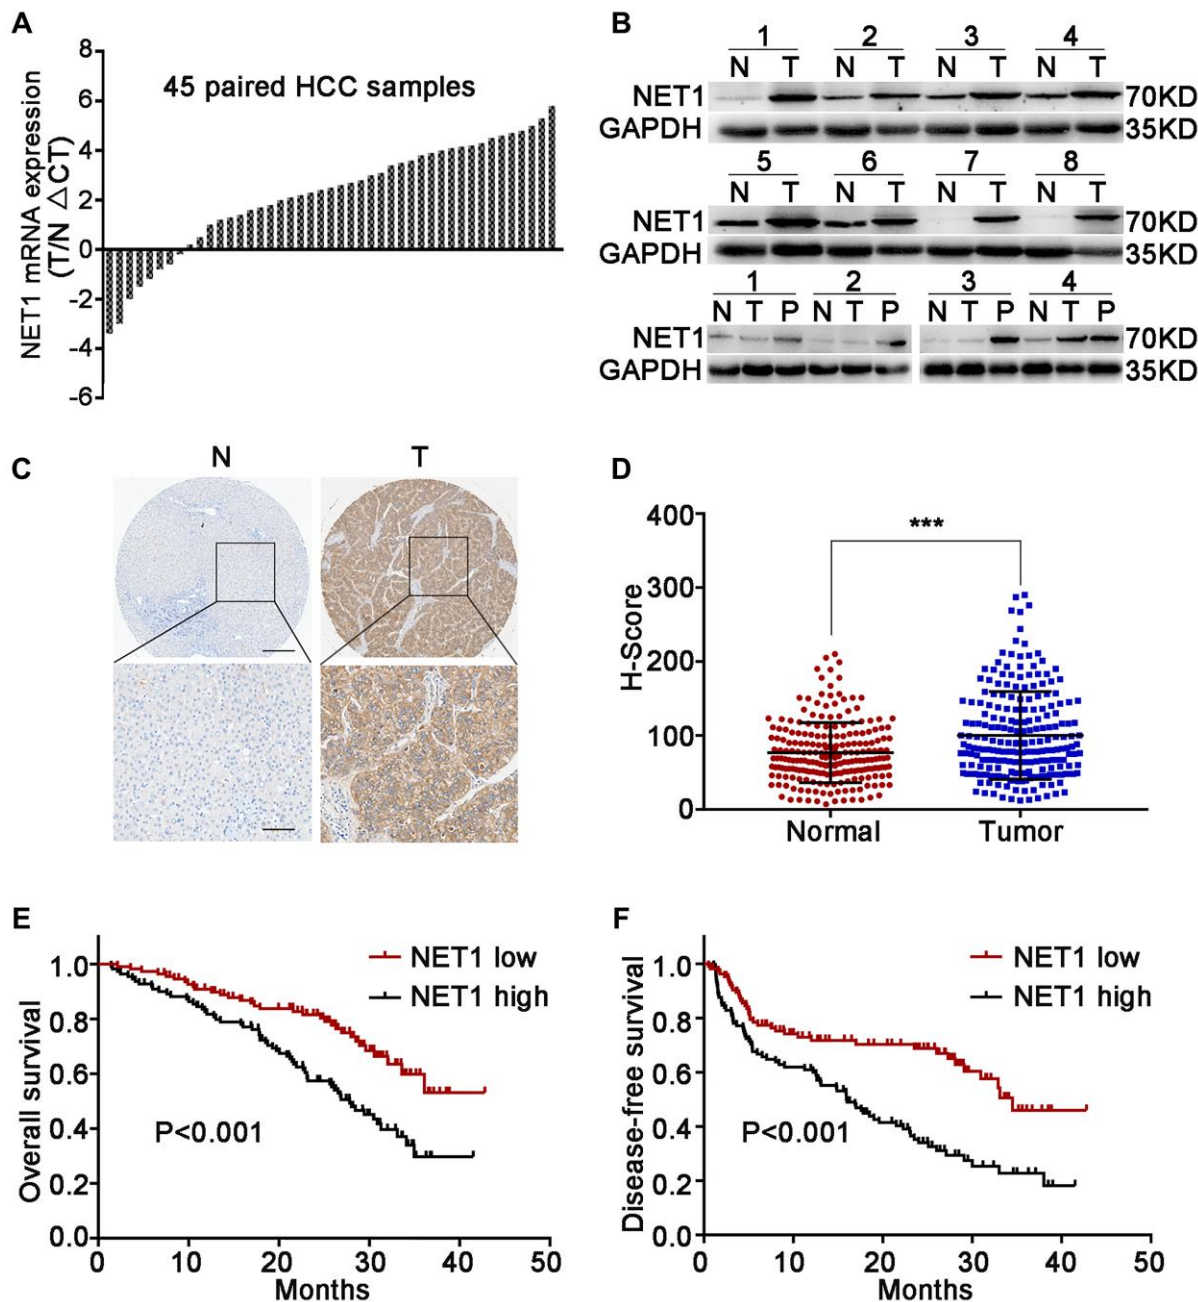 A
8
6
4
2
0
-2
-4
-6
NET1 mRNA expression
(T/N △CT)
45 paired HCC samples
B
1 2 3 4
N T N T N T N T
NET1 70KD
GAPDH 35KD
5 6 7 8
N T N T N T N T
NET1 70KD
GAPDH 35KD
1 2 3 4
N T P N T P N T P N T P
NET1 70KD
GAPDH 35KD
C
N T
D
400
300
200
100
0
H-Score
***
Normal Tumor
E
1.0
0.8
0.6
0.4
0.2
0.0
Overall survival
NET1 low
NET1 high
P<0.001
0 10 20 30 40 50
Months
F
1.0
0.8
0.6
0.4
0.2
0.0
Disease-free survival
NET1 low
NET1 high
P<0.001
0 10 20 30 40 50
Months